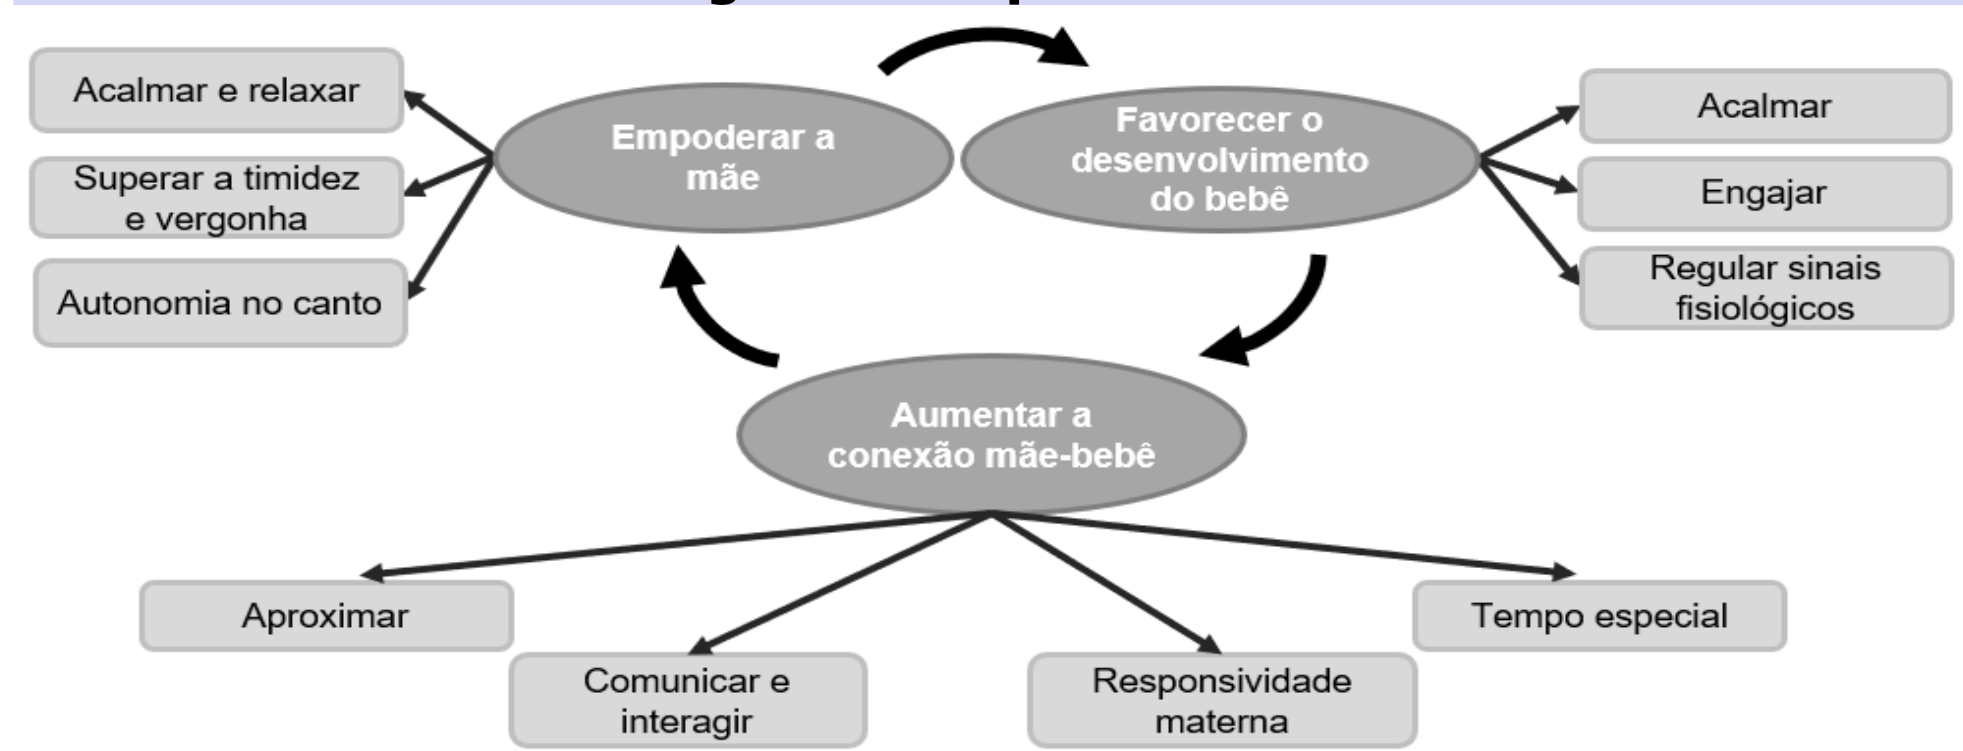 Acalmar e relaxar
Superar a timidez
e vergonha
Autonomia no canto
Empoderar a
mãe
Favorecer o
desenvolvimento
do bebê
Acalmar
Engajar
Regular sinais
fisiológicos
Aumentar a
conexão mãe-bebê
Aproximar
Comunicar e
interagir
Responsividade
materna
Tempo especial